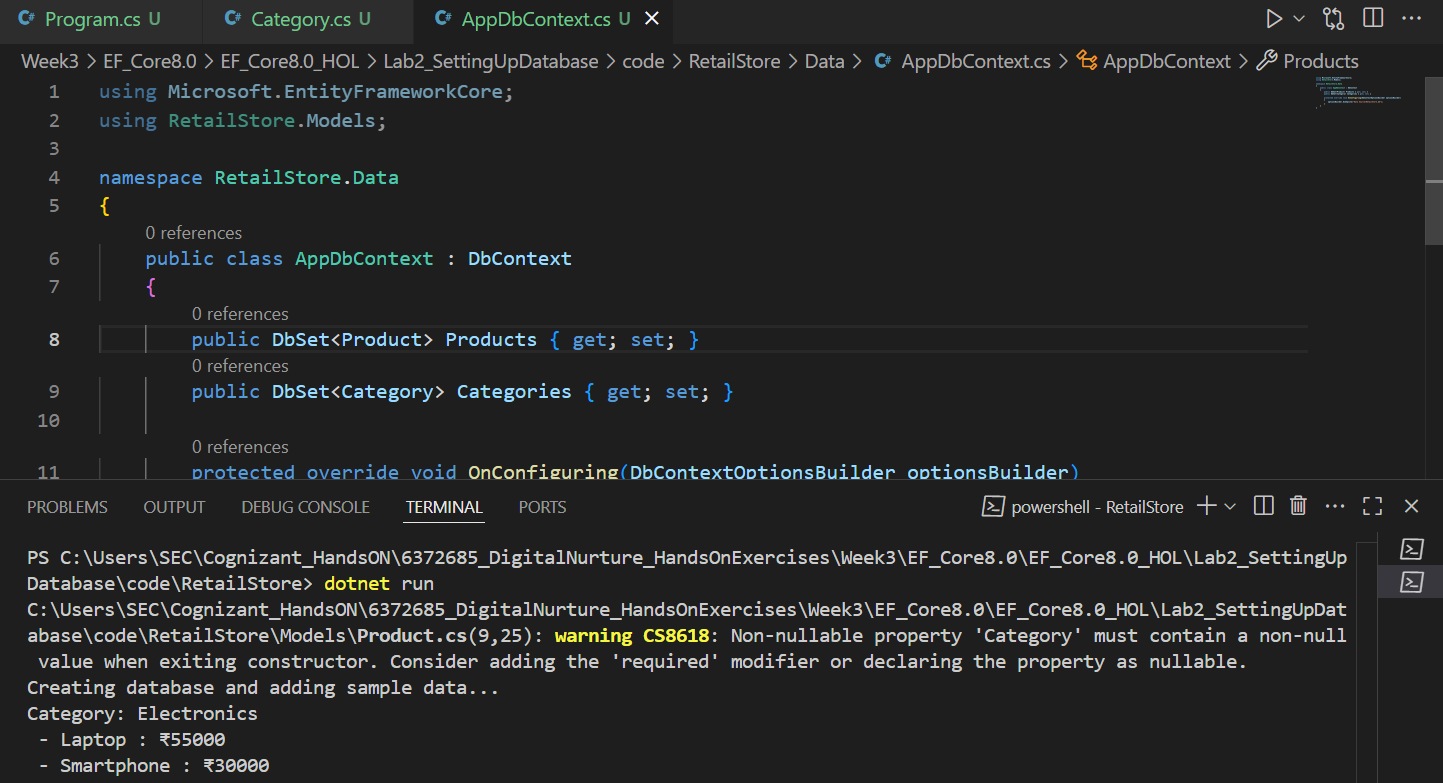 Program.cs U Category.cs U AppDbContext.cs U
Week3 > EF_Core8.0 > EF_Core8.0_HOL > Lab2_SettingUpDatabase > code > RetailStore > Data > AppDbContext.cs > AppDbContext > Products
1 using Microsoft.EntityFrameworkCore;
2 using RetailStore.Models;
3
4 namespace RetailStore.Data
5 {
0 references
6 public class AppDbContext : DbContext
7 {
0 references
8 public DbSet<Product> Products { get; set; }
0 references
9 public DbSet<Category> Categories { get; set; }
10
0 references
11 protected override void OnConfiguring(DbContextOptionsBuilder optionsBuilder)
PROBLEMS OUTPUT DEBUG CONSOLE TERMINAL PORTS powershell - RetailStore
PS C:\Users\SEC\Cognizant_HandsON\6372685_DigitalNurture_HandsOnExercises\Week3\EF_Core8.0\EF_Core8.0_HOL\Lab2_SettingUp
Database\code\RetailStore> dotnet run
C:\Users\SEC\Cognizant_HandsON\6372685_DigitalNurture_HandsOnExercises\Week3\EF_Core8.0\EF_Core8.0_HOL\Lab2_SettingUpDat
abase\code\RetailStore\Models\Product.cs(9,25): warning CS8618: Non-nullable property 'Category' must contain a non-null
value when exiting constructor. Consider adding the 'required' modifier or declaring the property as nullable.
Creating database and adding sample data...
Category: Electronics
- Laptop : ₹55000
- Smartphone : ₹30000